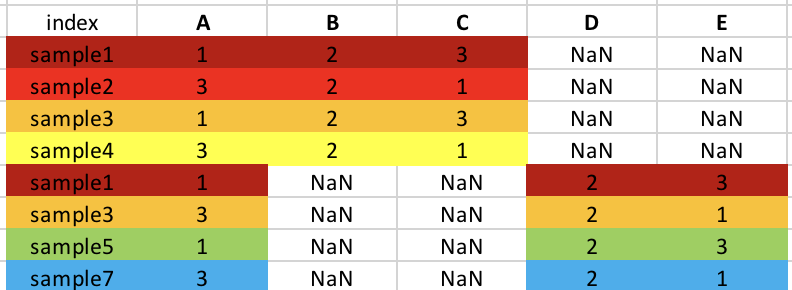 index A B C D E
sample1 1 2 3 NaN NaN
sample2 3 2 1 NaN NaN
sample3 1 2 3 NaN NaN
sample4 3 2 1 NaN NaN
sample1 1 NaN NaN 2 3
sample3 3 NaN NaN 2 1
sample5 1 NaN NaN 2 3
sample7 3 NaN NaN 2 1